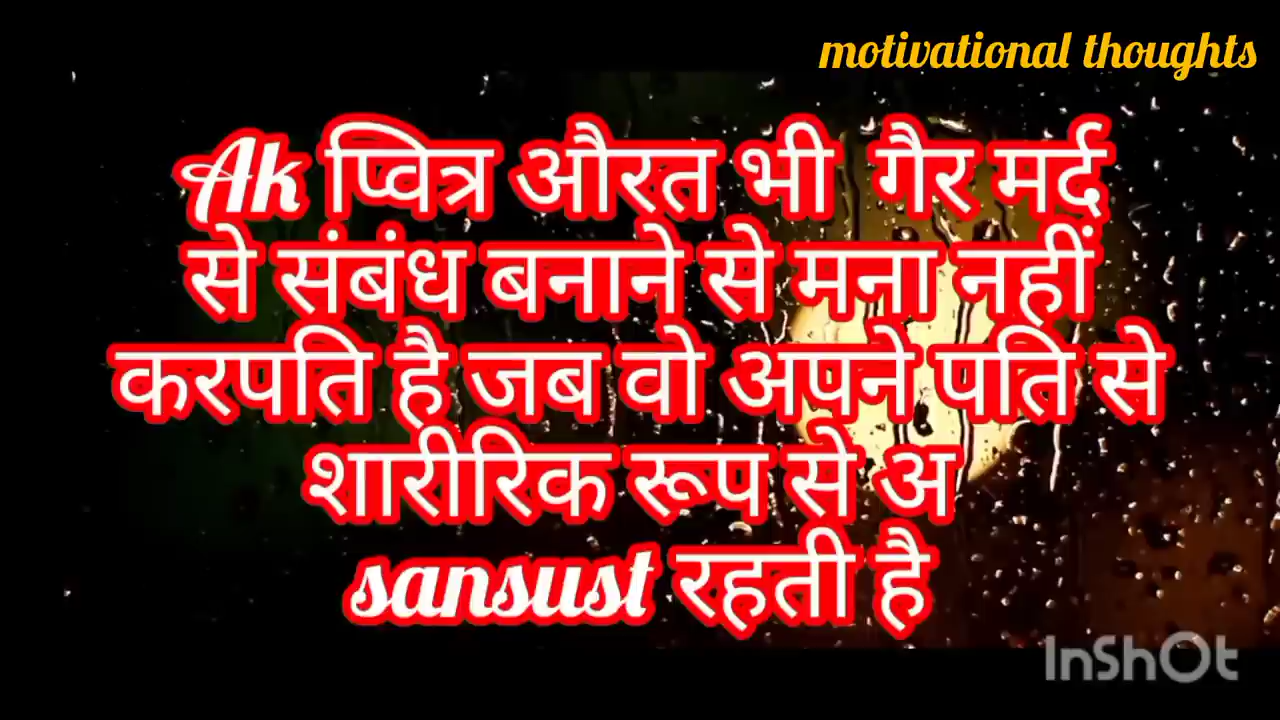 motivational thoughts
Ak प्वित्र औरत भी गैर मर्द
से संबंध बनाने से मना नहीं
करपति है जब वो अपने पति से
शारीरिक रूप से अ
sansust रहती है
InShOt